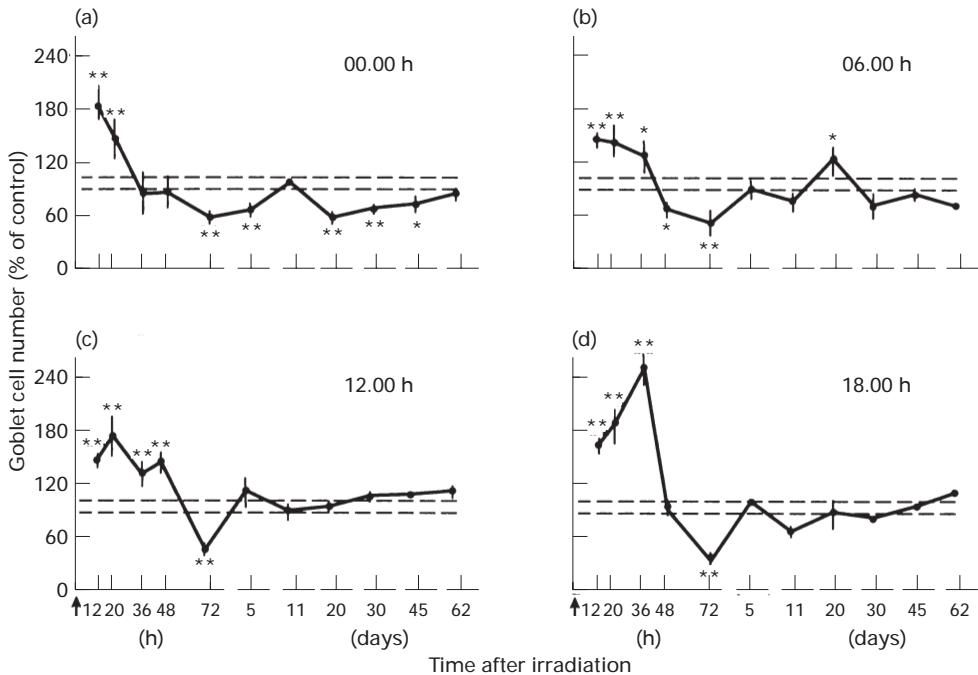 (a)
00.00 h
240
180
120
60
0
**
**
**
**
**
**
*
(b)
06.00 h
**
**
*
*
**
*
(c)
12.00 h
240
180
120
60
0
**
**
**
**
**
12 20 36 48 72 5 11 20 30 45 62
(h) (days)
(d)
18.00 h
**
**
**
**
12 20 36 48 72 5 11 20 30 45 62
(h) (days)
Goblet cell number (% of control)
Time after irradiation